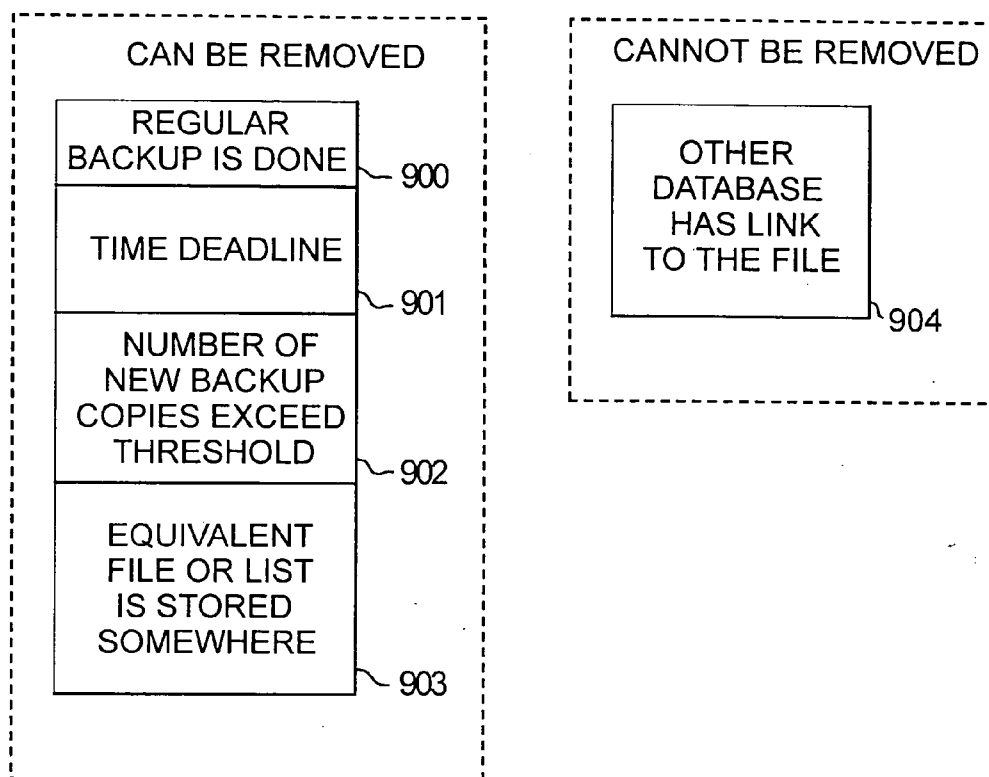 CAN BE REMOVED
REGULAR
BACKUP IS DONE
900
TIME DEADLINE
901
NUMBER OF
NEW BACKUP
COPIES EXCEED
THRESHOLD
902
EQUIVALENT
FILE OR LIST
IS STORED
SOMEWHERE
903
CANNOT BE REMOVED
OTHER
DATABASE
HAS LINK
TO THE FILE
904